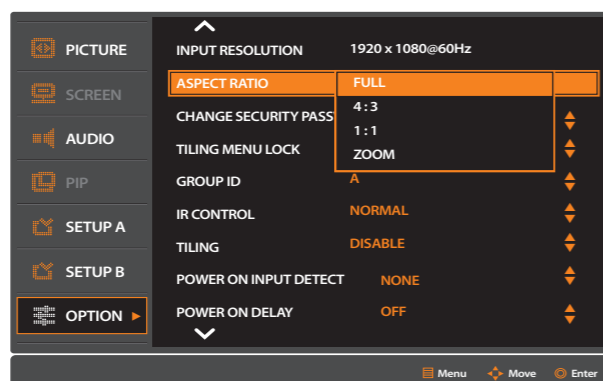 PICTURE
SCREEN
AUDIO
PIP
SETUP A
SETUP B
OPTION
INPUT RESOLUTION 1920 x 1080@60Hz
ASPECT RATIO FULL
4 : 3
CHANGE SECURITY PASS
1 : 1
TILING MENU LOCK ZOOM
GROUP ID A
IR CONTROL NORMAL
TILING DISABLE
POWER ON INPUT DETECT NONE
POWER ON DELAY OFF
Menu Move Enter